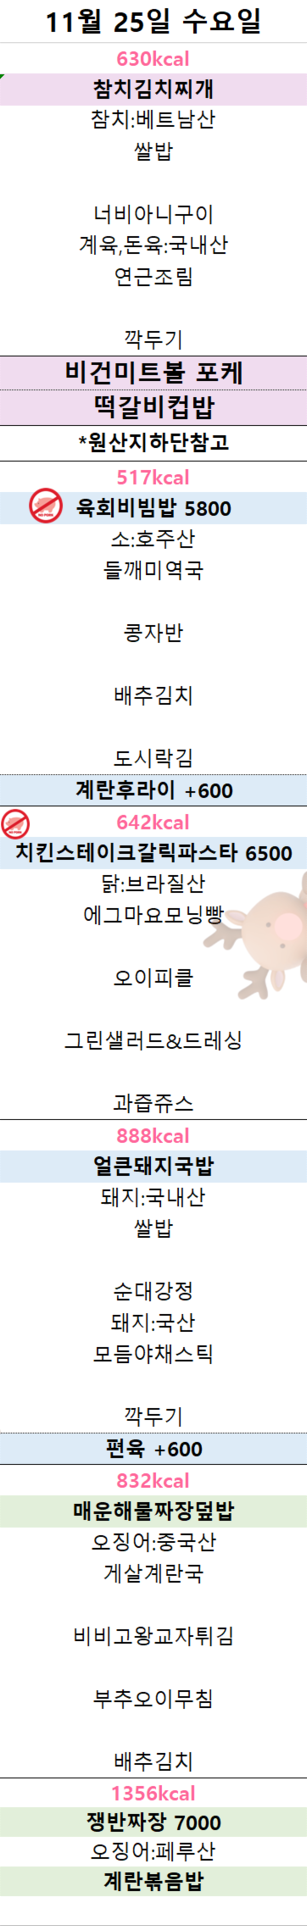 11월 25일 수요일
630kcal
참치김치찌개
참치:베트남산
쌀밥
너비아니구이
계육,돈육:국내산
연근조림
깍두기
비건미트볼 포케
떡갈비컵밥
*원산지하단참고
517kcal
육회비빔밥 5800
소:호주산
들깨미역국
콩자반
배추김치
도시락김
계란후라이 +600
642kcal
치킨스테이크갈릭파스타 6500
닭:브라질산
에그마요모닝빵
오이피클
그린샐러드&드레싱
과즙쥬스
888kcal
얼큰돼지국밥
돼지:국내산
쌀밥
순대강정
돼지:국산
모듬야채스틱
깍두기
편육 +600
832kcal
매운해물짜장덮밥
오징어:중국산
게살계란국
비비고왕교자튀김
부추오이무침
배추김치
1356kcal
쟁반짜장 7000
오징어:페루산
계란볶음밥